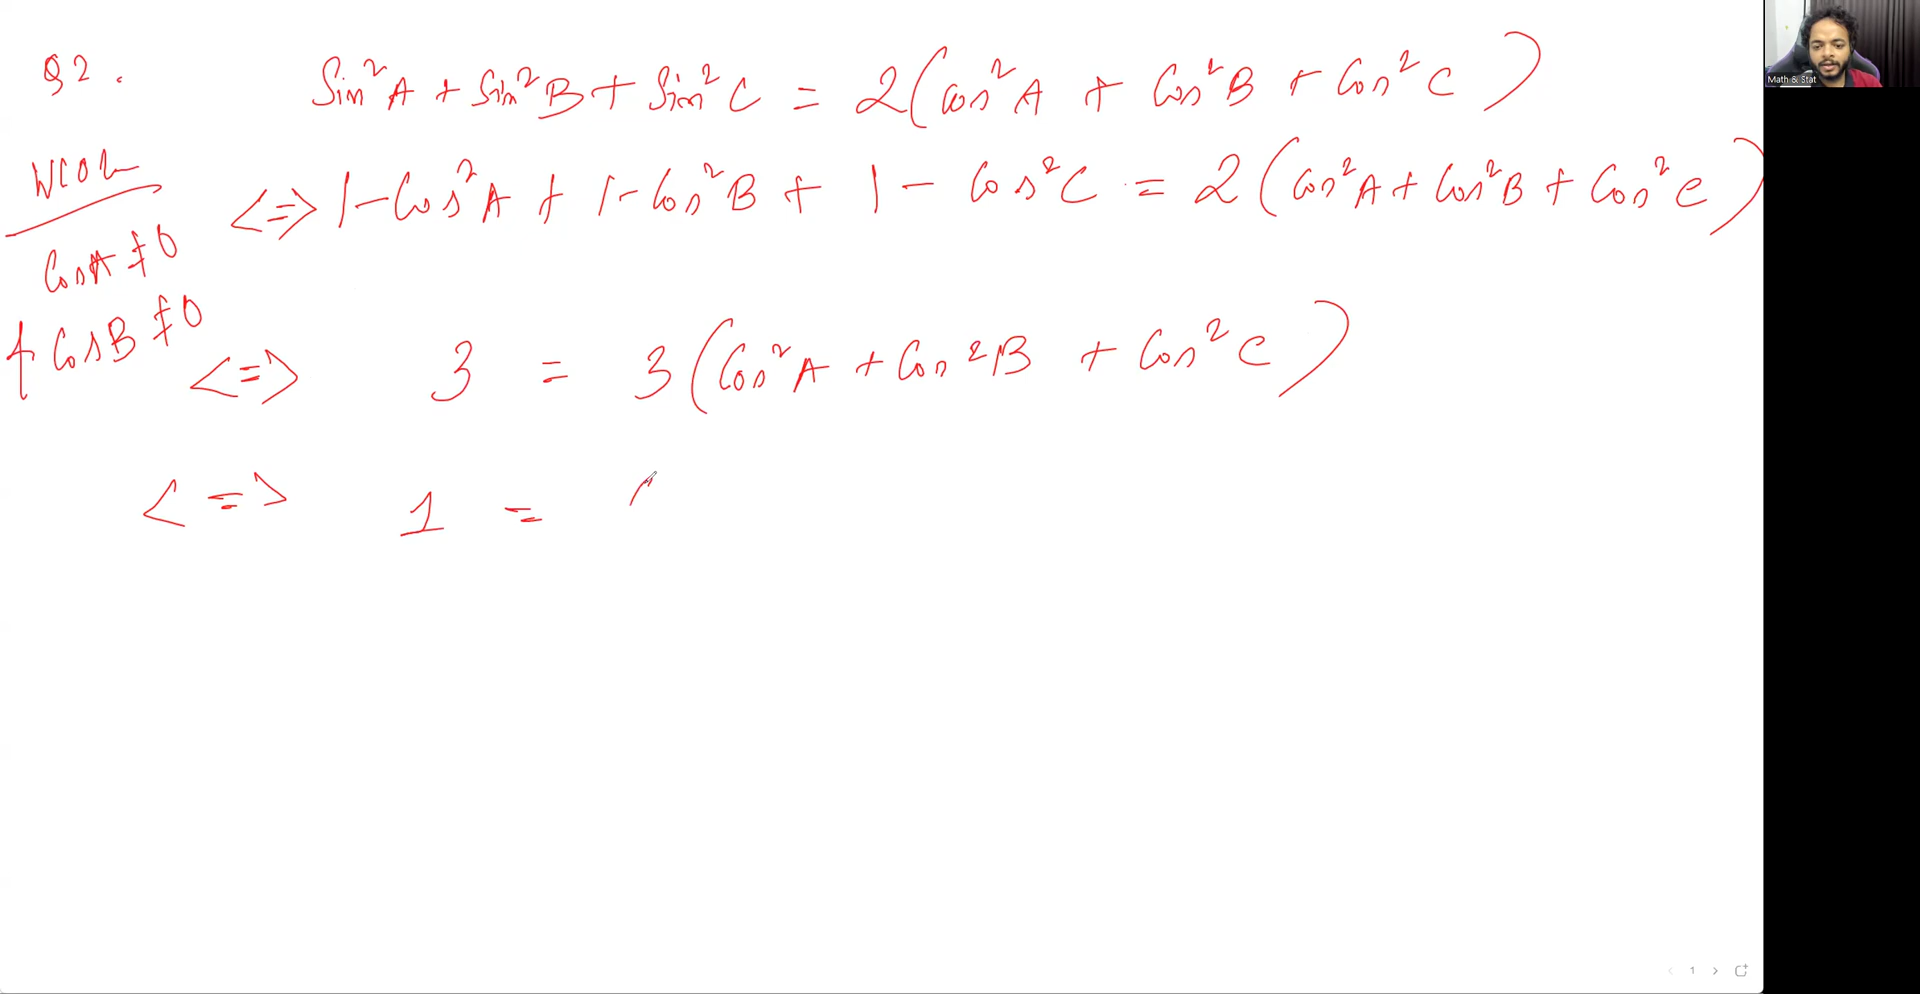 Q2. Sin²A + Sin²B + Sin²C = 2(Cos²A + Cos²B + Cos²C)
WLOG
<=> 1-Cos²A + 1-Cos²B + 1 - Cos²C = 2(Cos²A + Cos²B + Cos²C)
CosA ≠ 0
& CosB ≠ 0
<=> 3 = 3(Cos²A + Cos²B + Cos²C)
<=> 1 =
Math & Stat
1